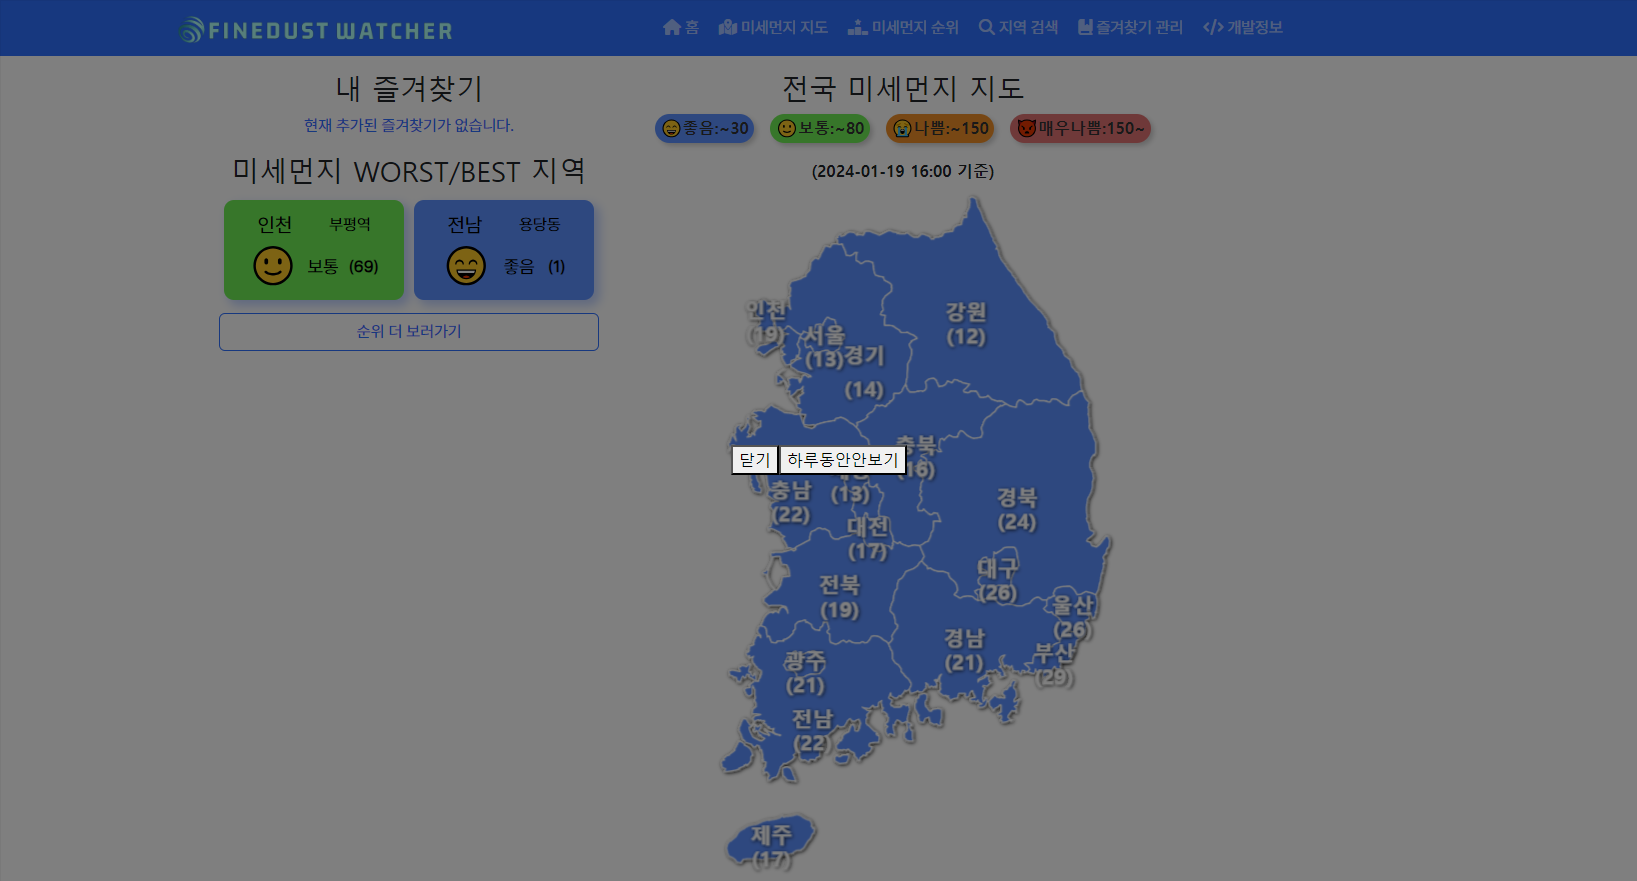 FINEDUST WATCHER
홈
미세먼지 지도
미세먼지 순위
지역 검색
즐겨찾기 관리
개발정보
내 즐겨찾기
현재 추가된 즐겨찾기가 없습니다.
미세먼지 WORST/BEST 지역
인천 부평역
보통 (69)
전남 용당동
좋음 (1)
순위 더 보러가기
전국 미세먼지 지도
좋음:~30
보통:~80
나쁨:~150
매우나쁨:150~
(2024-01-19 16:00 기준)
인천
(19)
서울
(13)
경기
(14)
강원
(12)
충북
(16)
닫기
하루동안안보기
(13)
충남
(22)
대전
(17)
경북
(24)
대구
(26)
전북
(19)
울산
(26)
경남
(21)
부산
(29)
광주
(21)
전남
(22)
제주
(17)